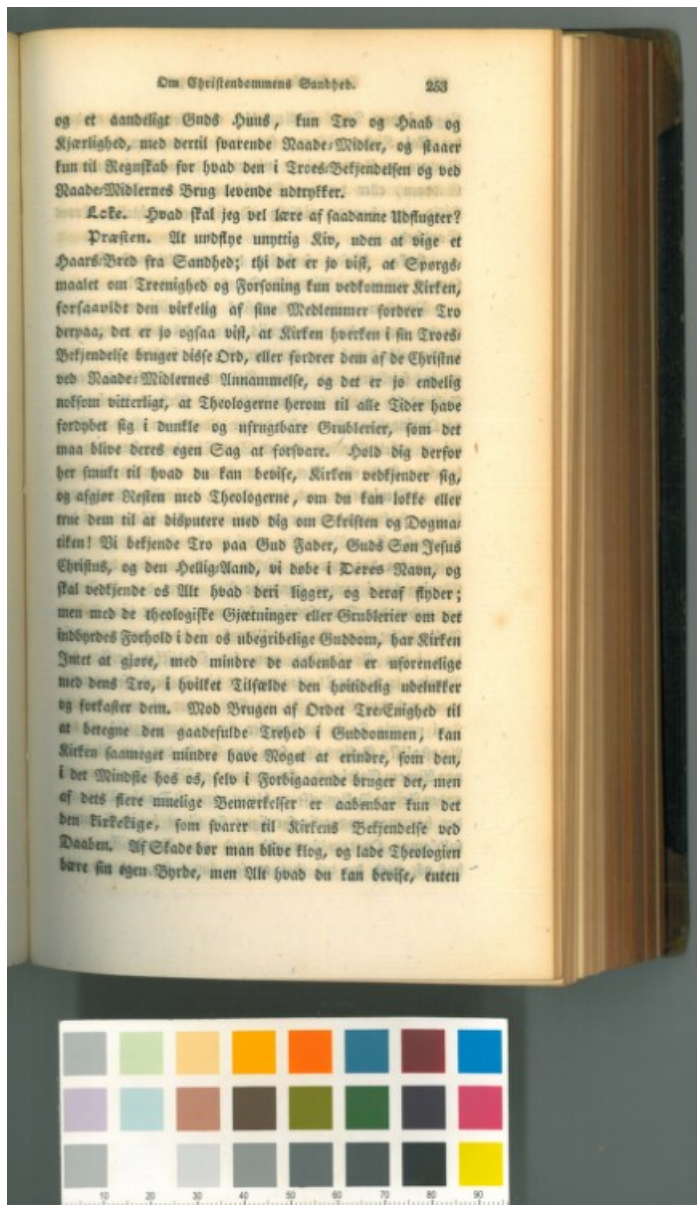 Om Christendommens Sandhed. 253
og et aandeligt Guds Huus, kun Tro og Haab og
Kjærlighed, med dertil svarende Naade-Midler, og staaer
kun til Regnskab for hvad den i Troes-Bekjendelsen og ved
Naade-Midlernes Brug levende udtrykker.
Loke. Hvad skal jeg vel lære af saadanne Udflugter?
Præsten. At undflye unyttig Kiv, uden at vige et
Haars-Bred fra Sandhed; thi det er jo vist, at Spørgs-
maalet om Treenighed og Forsoning kun vedkommer Kirken,
forsaavidt den virkelig af sine Medlemmer fordrer Tro
derpaa, det er jo ogsaa vist, at Kirken hverken i sin Troes-
Bekjendelse bruger disse Ord, eller fordrer dem af de Christne
ved Naade-Midlernes Annammelse, og det er jo endelig
noksom vitterligt, at Theologerne herom til alle Tider have
fordybet sig i dunkle og ufrugtbare Grublerier, som det
maa blive deres egen Sag at forsvare. Hold dig derfor
her smukt til hvad du kan bevise, Kirken vedkjender sig,
og afgjør Resten med Theologerne, om du kan lokke eller
true dem til at disputere med dig om Skriften og Dogma-
tiken! Vi bekjende Tro paa Gud Fader, Guds Søn Jesus
Christus, og den Hellig-Aand, vi døbe i Deres Navn, og
skal vedkjende os Alt hvad deri ligger, og deraf flyder;
men med de theologiske Gjætninger eller Grublerier om det
indbyrdes Forhold i den os ubegribelige Guddom, har Kirken
Intet at gjøre, med mindre de aabenbar er uforenelige
med dens Tro, i hvilket Tilfælde den høitidelig udelukker
og forkaster dem. Mod Brugen af Ordet Tre-Enighed til
at betegne den gaadefulde Trehed i Guddommen, kan
Kirken saameget mindre have Noget at erindre, som den,
i det Mindste hos os, selv i Forbigaaende bruger det, men
af dets flere muelige Bemærkelser er aabenbar kun det
den kirkelige, som svarer til Kirkens Bekjendelse ved
Daaben. Af Skade bør man blive klog, og lade Theologien
bære sin egen Byrde, men Alt hvad du kan bevise, enten
10 20 30 40 50 60 70 80 90